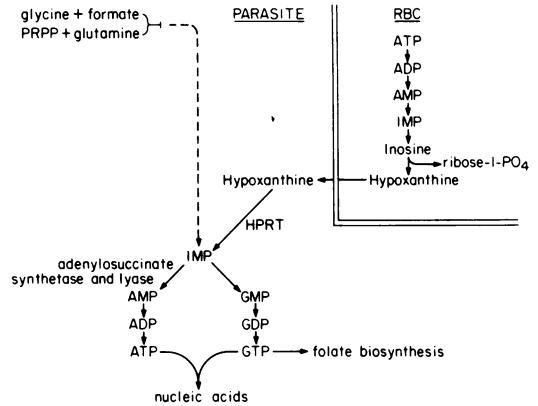 glycine + formate
PRPP + glutamine
PARASITE
RBC
ATP
ADP
AMP
IMP
Inosine
ribose-1-PO4
Hypoxanthine
Hypoxanthine
HPRT
IMP
adenylosuccinate
synthetase and lyase
AMP
GMP
ADP
GDP
ATP
GTP
folate biosynthesis
nucleic acids